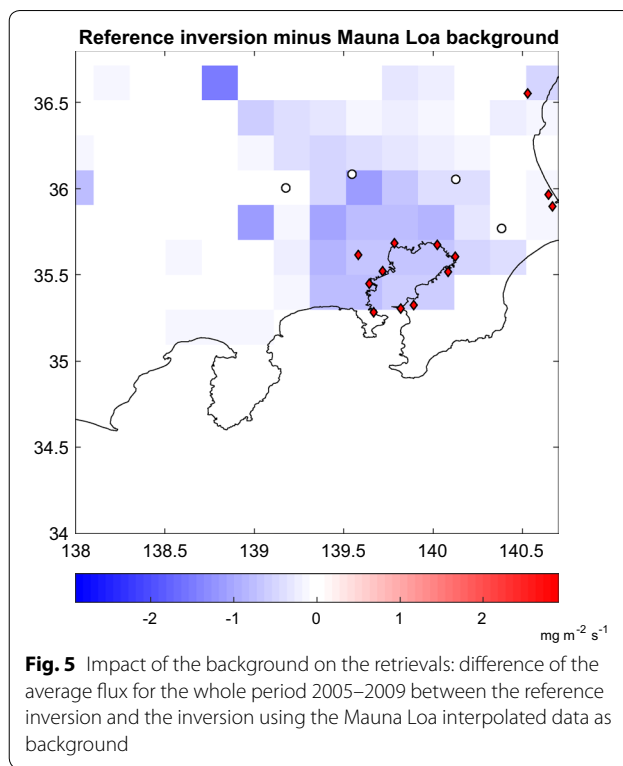 Reference inversion minus Mauna Loa background
36.5
36
35.5
35
34.5
34
138
138.5
139
139.5
140
140.5
-2
-1
0
1
2
mg m⁻² s⁻¹
Fig. 5 Impact of the background on the retrievals: difference of the
average flux for the whole period 2005–2009 between the reference
inversion and the inversion using the Mauna Loa interpolated data as
background